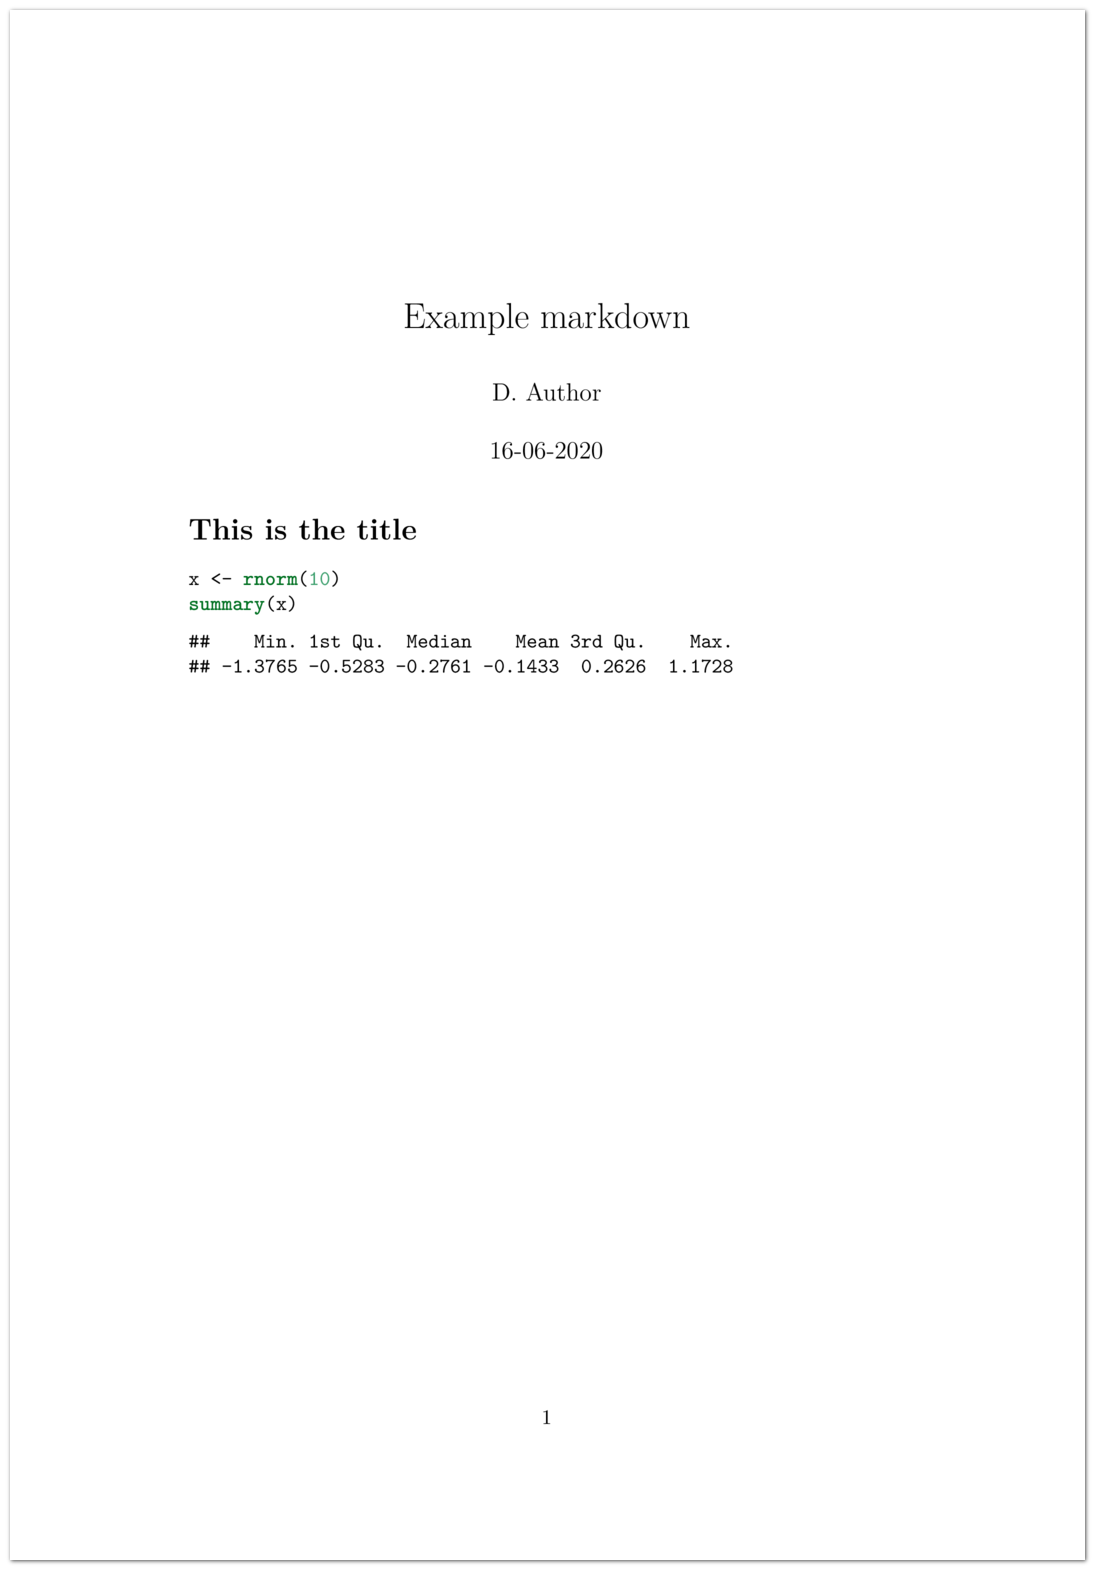 Example markdown
D. Author
16-06-2020
This is the title
x <- rnorm(10)
summary(x)
##    Min. 1st Qu.  Median    Mean 3rd Qu.    Max.
## -1.3765 -0.5283 -0.2761 -0.1433  0.2626  1.1728
1